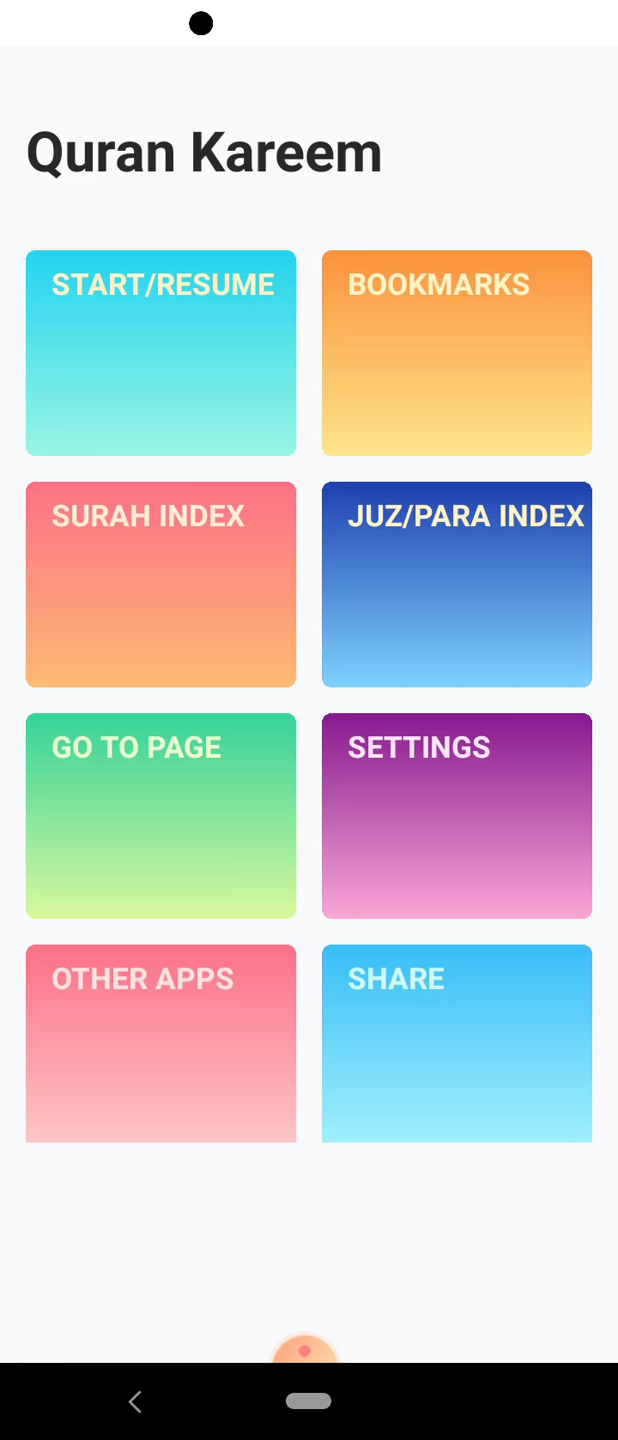 Quran Kareem
START/RESUME
BOOKMARKS
SURAH INDEX
JUZ/PARA INDEX
GO TO PAGE
SETTINGS
OTHER APPS
SHARE